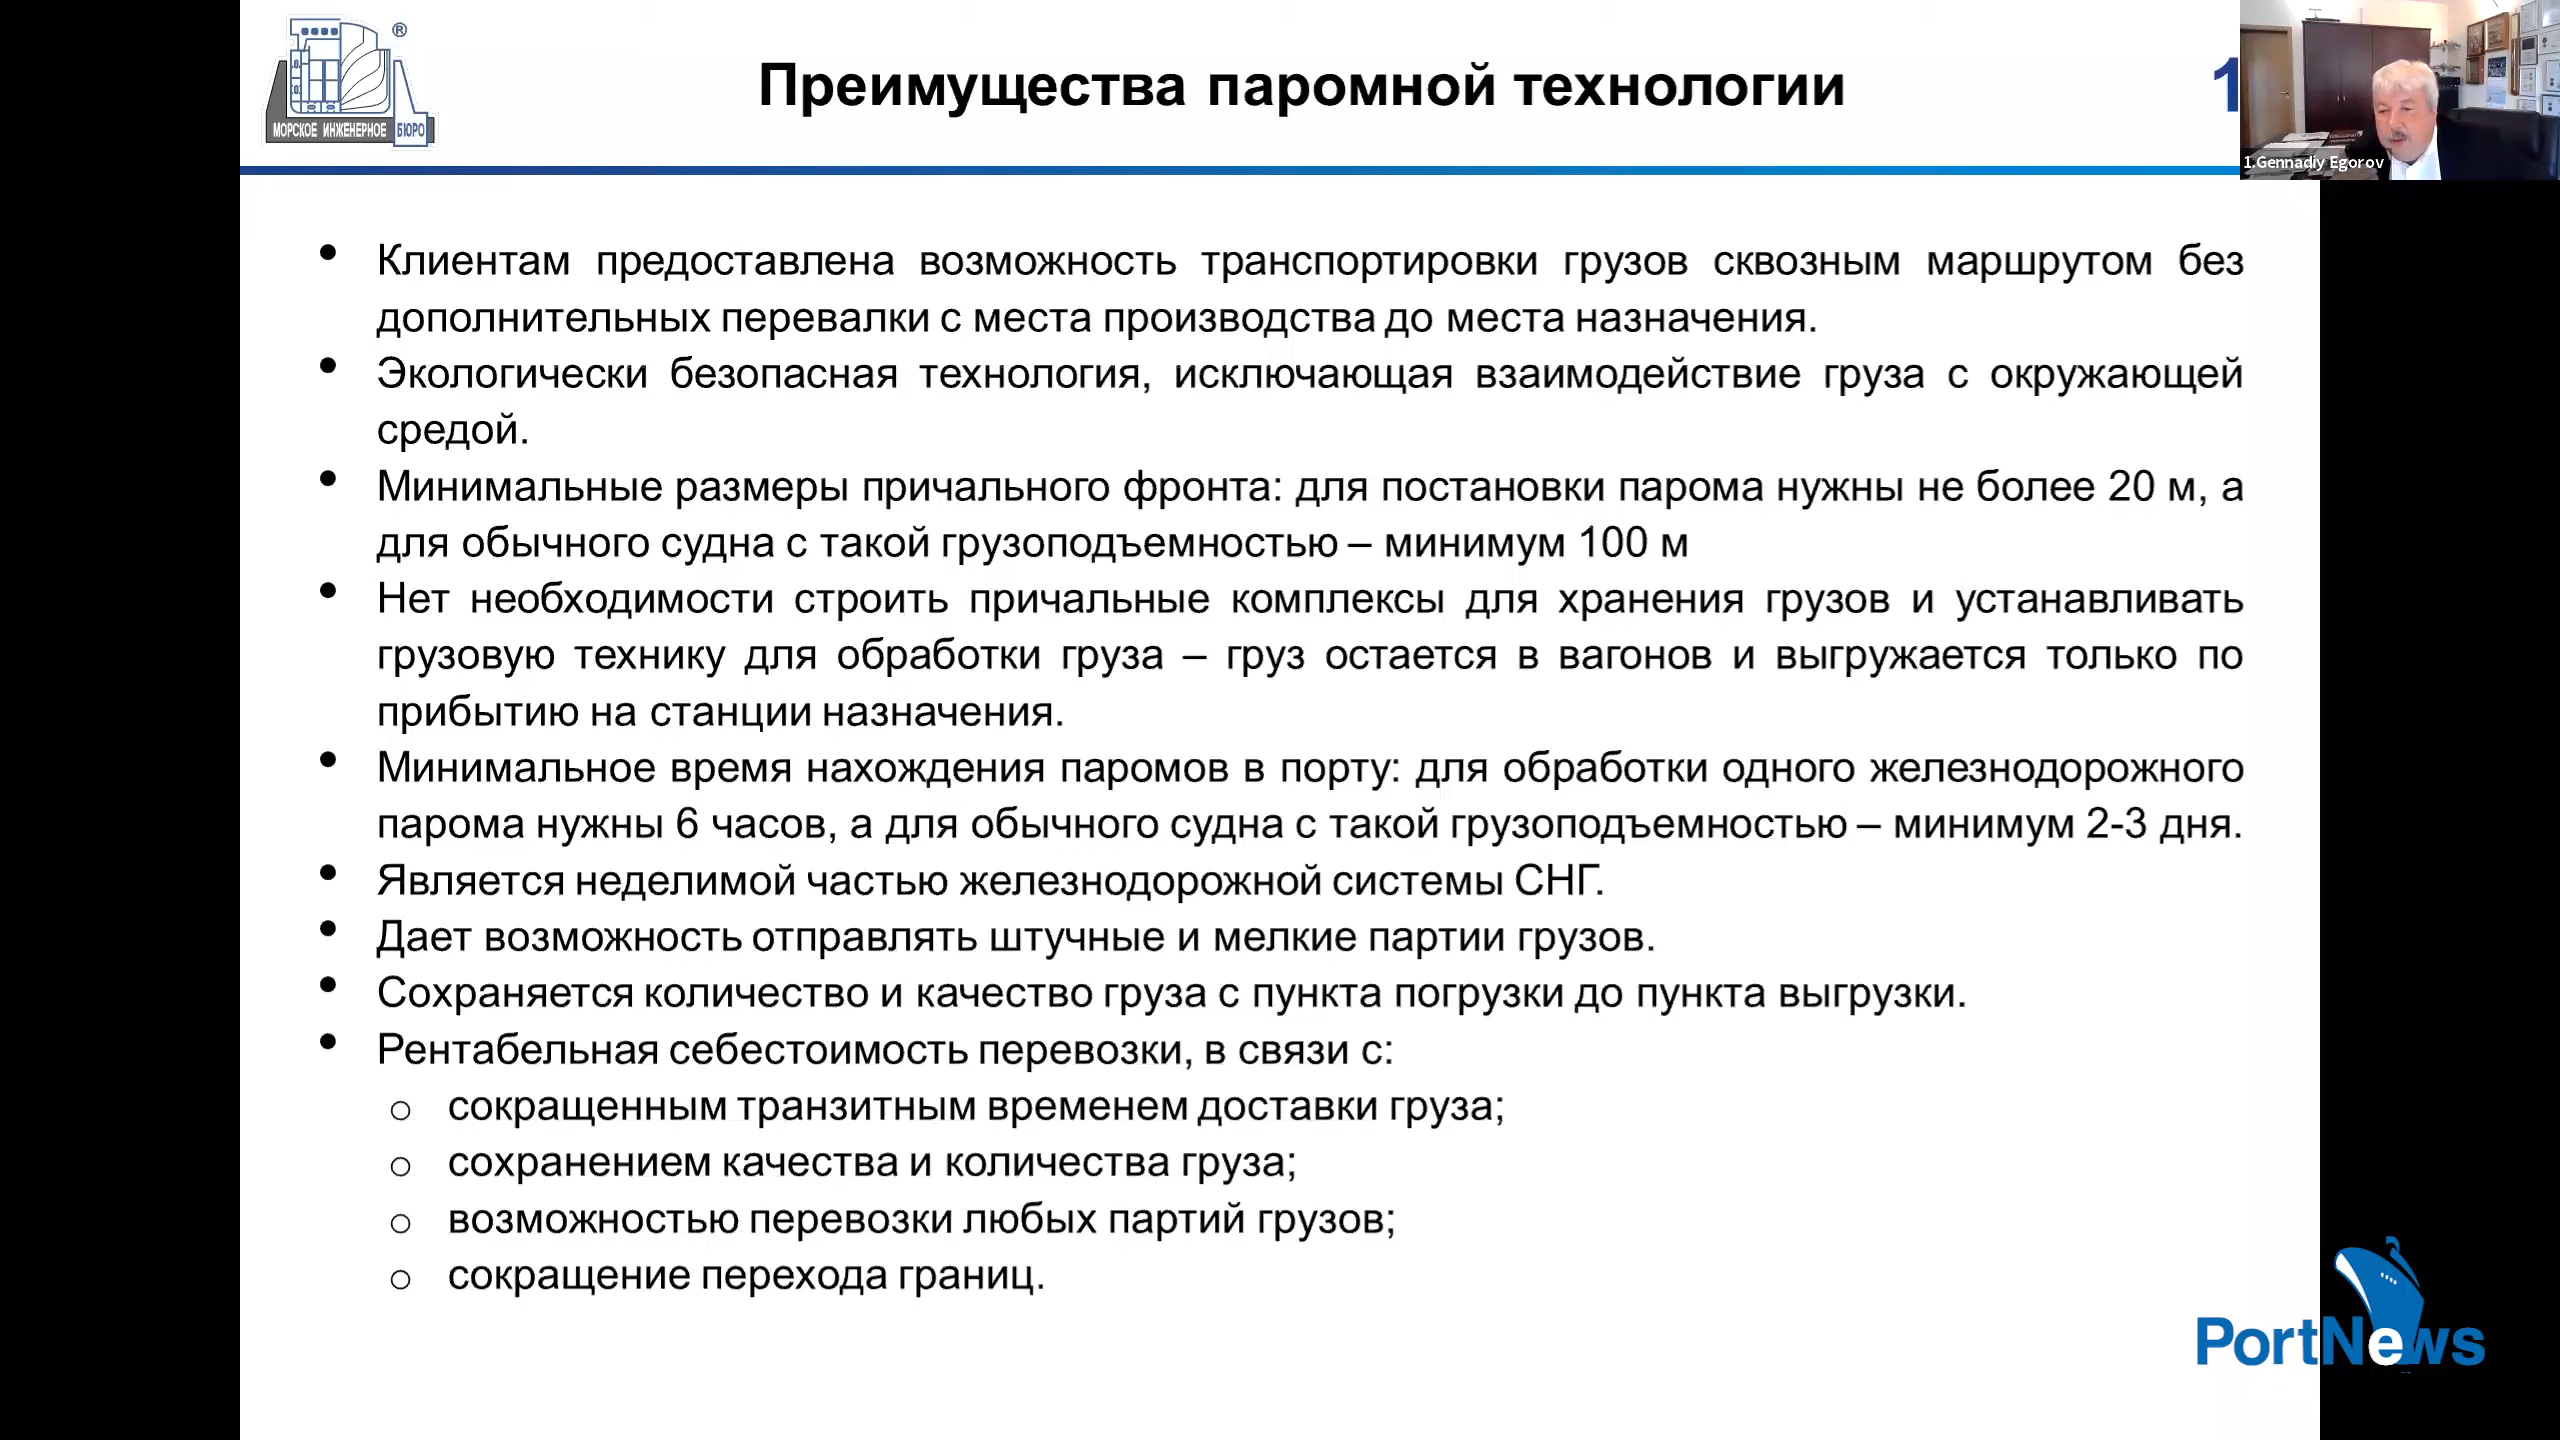 ®
МОРСКОЕ ИНЖЕНЕРНОЕ БЮРО
Преимущества паромной технологии
1
1.Gennadiy Egorov
• Клиентам предоставлена возможность транспортировки грузов сквозным маршрутом без
дополнительных перевалки с места производства до места назначения.
• Экологически безопасная технология, исключающая взаимодействие груза с окружающей
средой.
• Минимальные размеры причального фронта: для постановки парома нужны не более 20 м, а
для обычного судна с такой грузоподъемностью – минимум 100 м
• Нет необходимости строить причальные комплексы для хранения грузов и устанавливать
грузовую технику для обработки груза – груз остается в вагонов и выгружается только по
прибытию на станции назначения.
• Минимальное время нахождения паромов в порту: для обработки одного железнодорожного
парома нужны 6 часов, а для обычного судна с такой грузоподъемностью – минимум 2-3 дня.
• Является неделимой частью железнодорожной системы СНГ.
• Дает возможность отправлять штучные и мелкие партии грузов.
• Сохраняется количество и качество груза с пункта погрузки до пункта выгрузки.
• Рентабельная себестоимость перевозки, в связи с:
o сокращенным транзитным временем доставки груза;
o сохранением качества и количества груза;
o возможностью перевозки любых партий грузов;
o сокращение перехода границ.
PortNews